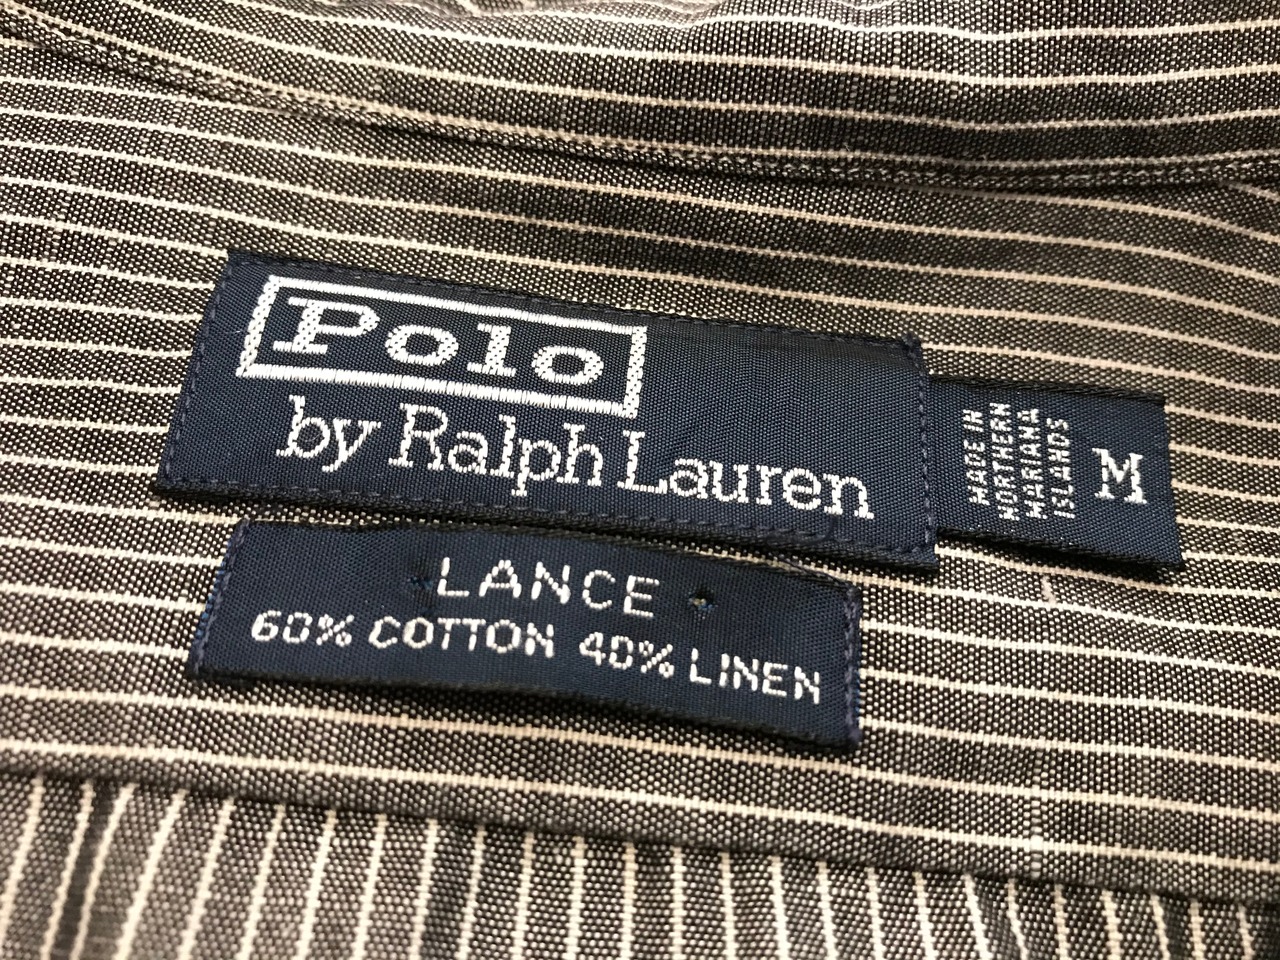 Polo
by Ralph Lauren
MADE IN
NORTHERN
MARIANA
ISLANDS
M
LANCE
60% COTTON 40% LINEN